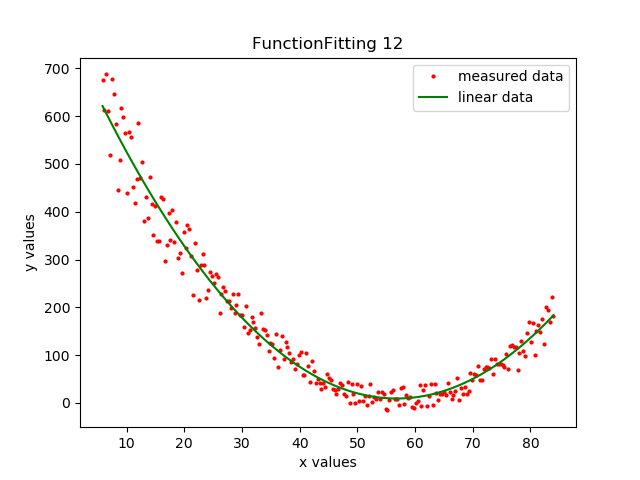 FunctionFitting 12
measured data
linear data
700
600
500
400
300
200
100
0
y values
10 20 30 40 50 60 70 80
x values